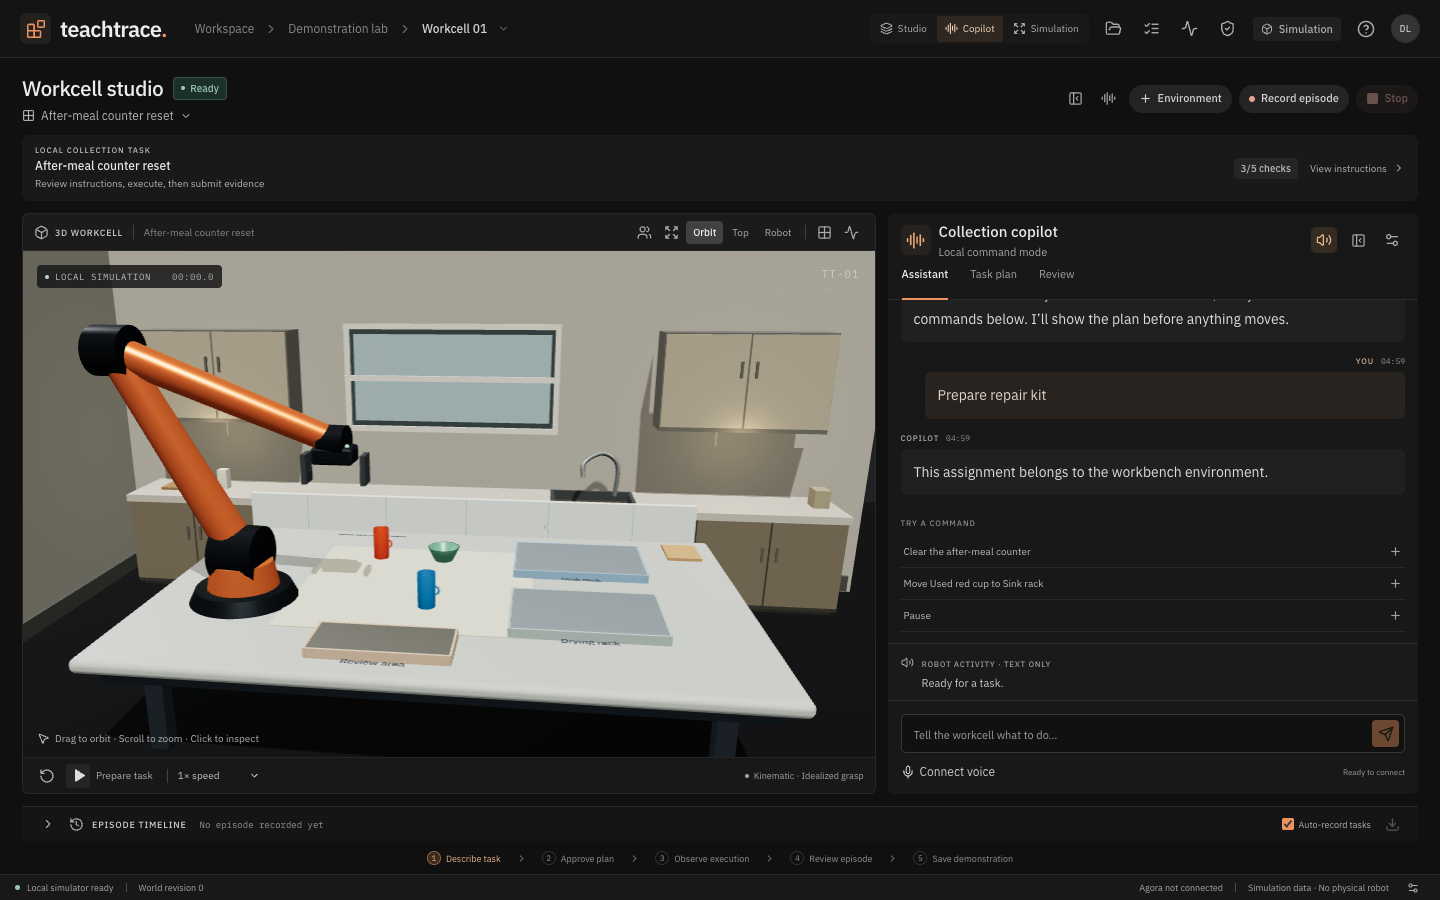 teachtrace.
Workspace
Demonstration lab
Workcell 01
Studio
Copilot
Simulation
Simulation
DL
Workcell studio
Ready
After-meal counter reset
Environment
Record episode
Stop
LOCAL COLLECTION TASK
After-meal counter reset
Review instructions, execute, then submit evidence
3/5 checks
View instructions
3D WORKCELL
After-meal counter reset
Orbit
Top
Robot
LOCAL SIMULATION 00:00.0
TT-01
Drying rack
Review area
Drag to orbit · Scroll to zoom · Click to inspect
Prepare task
1× speed
Kinematic · Idealized grasp
Collection copilot
Local command mode
Assistant
Task plan
Review
commands below. I'll show the plan before anything moves.
YOU 04:59
Prepare repair kit
COPILOT 04:59
This assignment belongs to the workbench environment.
TRY A COMMAND
Clear the after-meal counter
Move Used red cup to Sink rack
Pause
ROBOT ACTIVITY · TEXT ONLY
Ready for a task.
Tell the workcell what to do...
Connect voice
Ready to connect
EPISODE TIMELINE
No episode recorded yet
Auto-record tasks
1 Describe task
2 Approve plan
3 Observe execution
4 Review episode
5 Save demonstration
Local simulator ready
World revision 0
Agora not connected
Simulation data · No physical robot